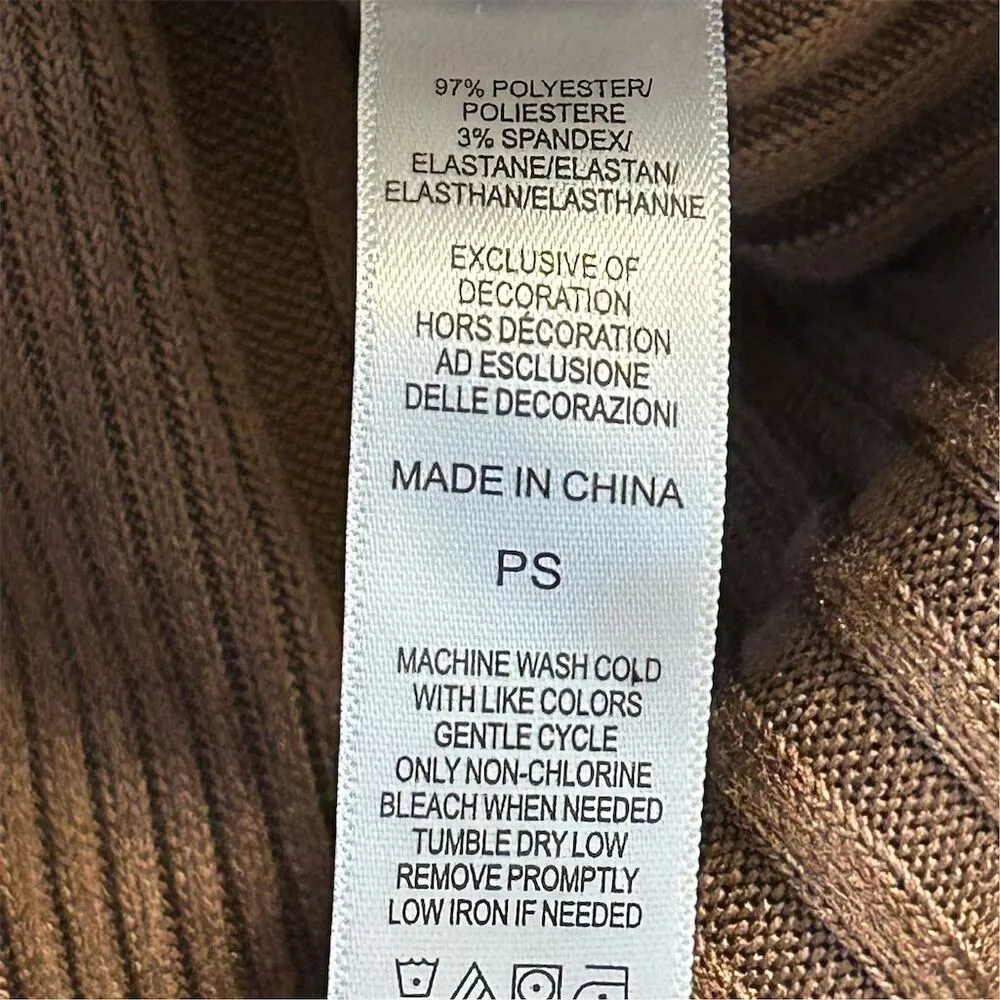 97% POLYESTER/
POLIESTERE
3% SPANDEX/
ELASTANE/ELASTAN/
ELASTHAN/ELASTHANNE
EXCLUSIVE OF
DECORATION
HORS DÉCORATION
AD ESCLUSIONE
DELLE DECORAZIONI
MADE IN CHINA
PS
MACHINE WASH COLD
WITH LIKE COLORS
GENTLE CYCLE
ONLY NON-CHLORINE
BLEACH WHEN NEEDED
TUMBLE DRY LOW
REMOVE PROMPTLY
LOW IRON IF NEEDED